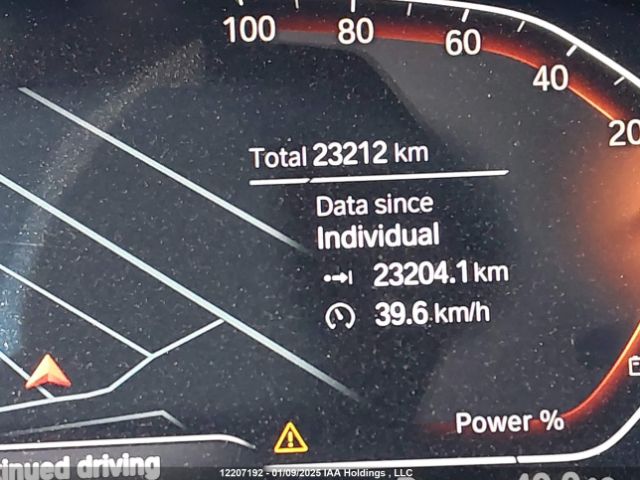 100 80 60 40 20
Total 23212 km
Data since
Individual
23204.1 km
39.6 km/h
Power %
driving
12207192 - 01/09/2025 IAA Holdings , LLC